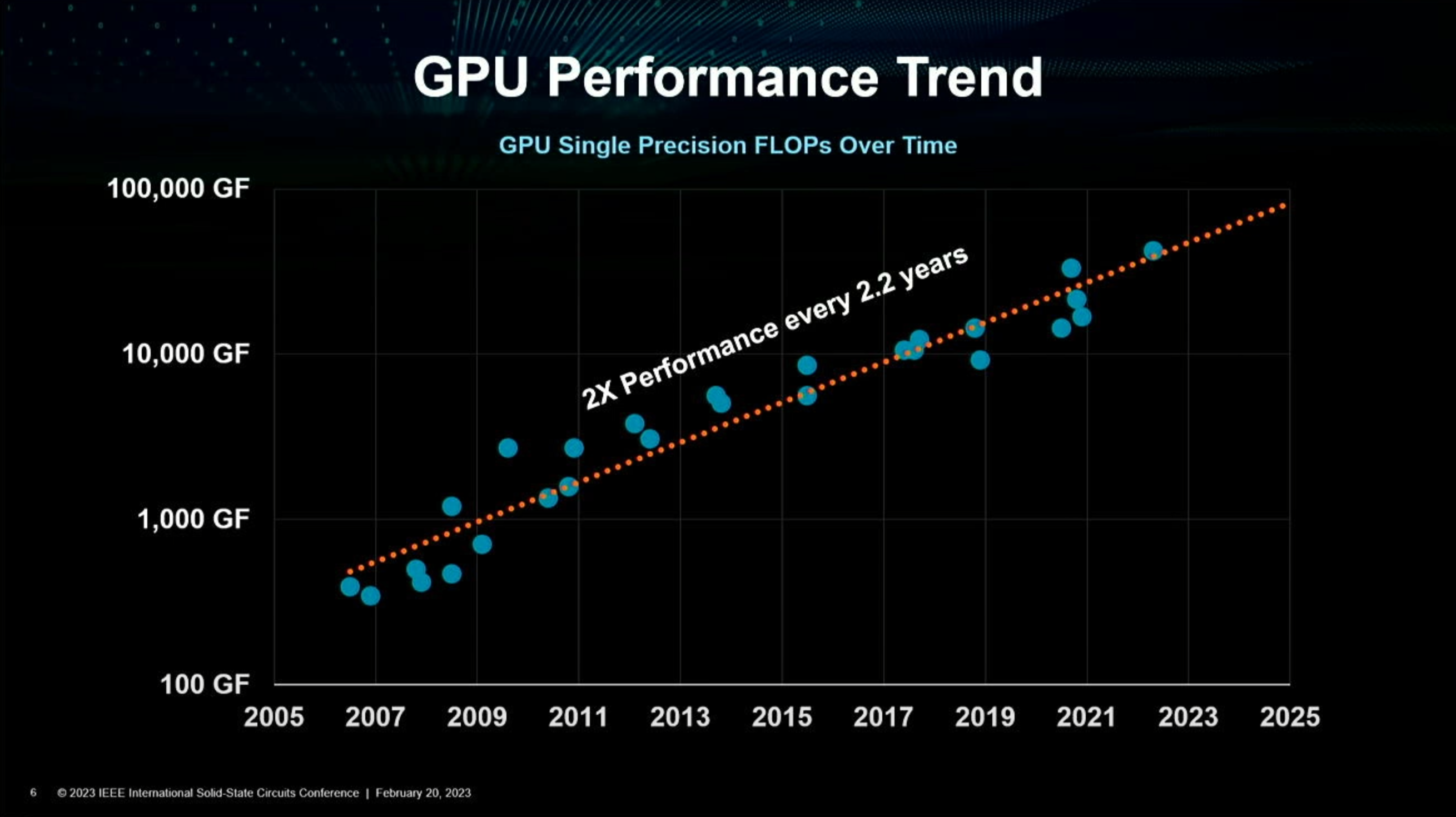 GPU Performance Trend
GPU Single Precision FLOPs Over Time
100,000 GF
10,000 GF
1,000 GF
100 GF
2X Performance every 2.2 years
2005 2007 2009 2011 2013 2015 2017 2019 2021 2023 2025
6 © 2023 IEEE International Solid-State Circuits Conference | February 20, 2023